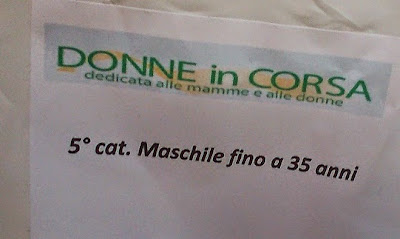 DONNE in CORSA
dedicata alle mamme e alle donne
5° cat. Maschile fino a 35 anni